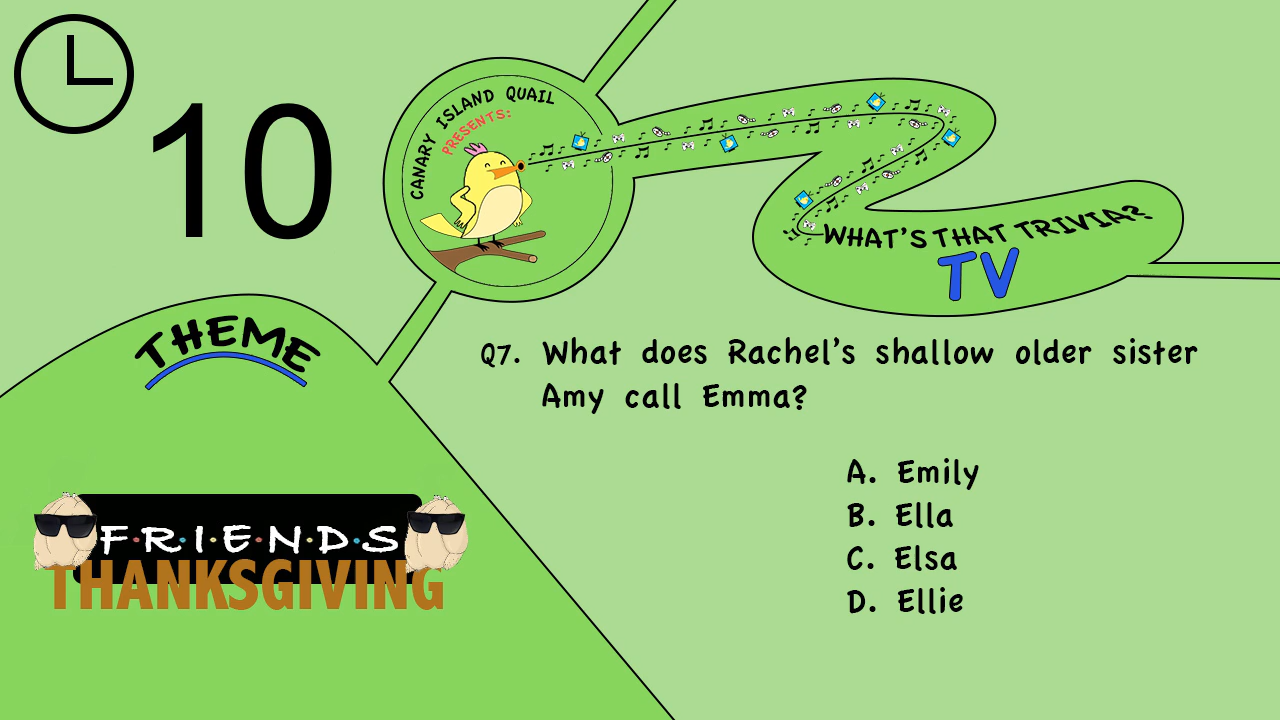 10
CANARY ISLAND QUAIL
PRESENTS:
WHAT'S THAT TRIVIA?
TV
THEME
F·R·I·E·N·D·S
THANKSGIVING
Q7. What does Rachel's shallow older sister
Amy call Emma?
A. Emily
B. Ella
C. Elsa
D. Ellie